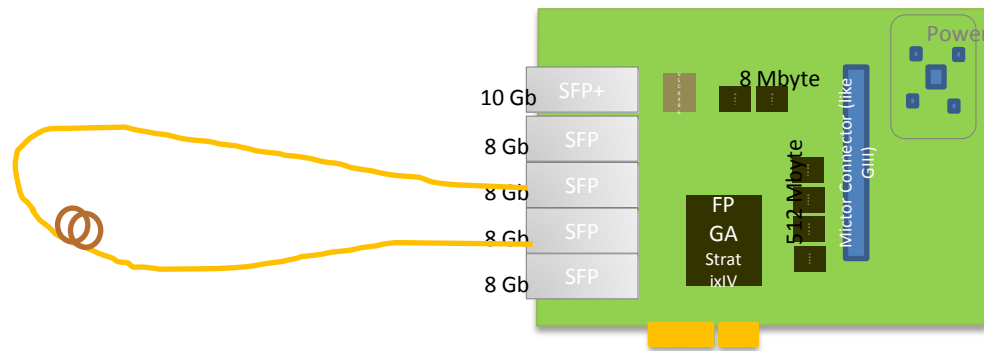 Power
10 Gb
SFP+
8 Mbyte
8 Gb
SFP
8 Gb
SFP
8 Gb
SFP
8 Gb
SFP
FP
GA
Strat
ixIV
512 Mbyte
Mictor Connector (like
GIII)